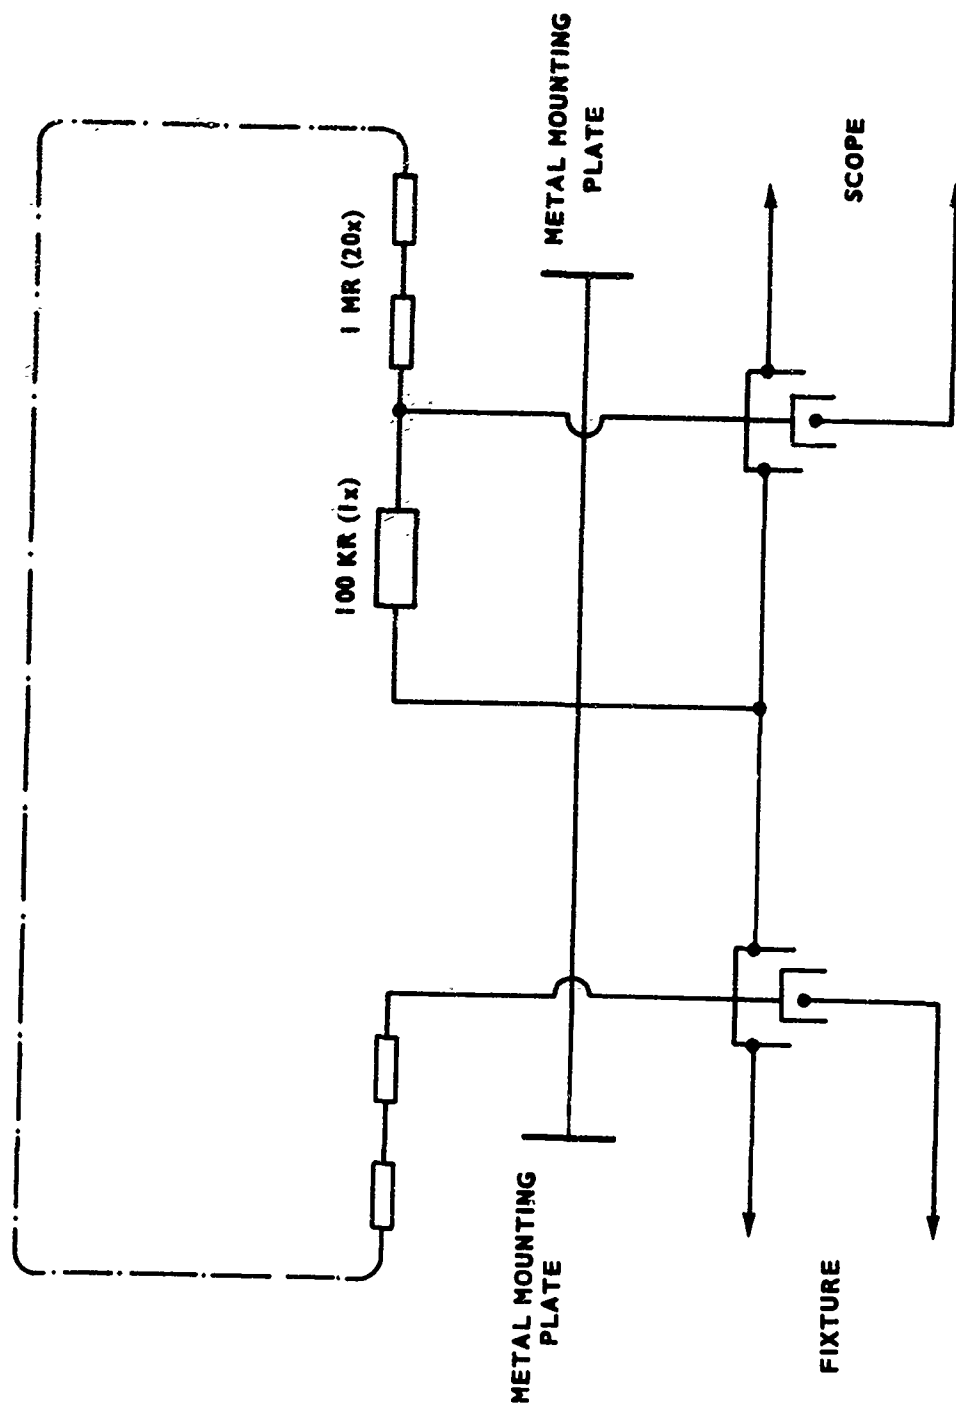 1 MR (20x)
100 KR (1x)
METAL MOUNTING
PLATE
METAL MOUNTING
PLATE
FIXTURE
SCOPE